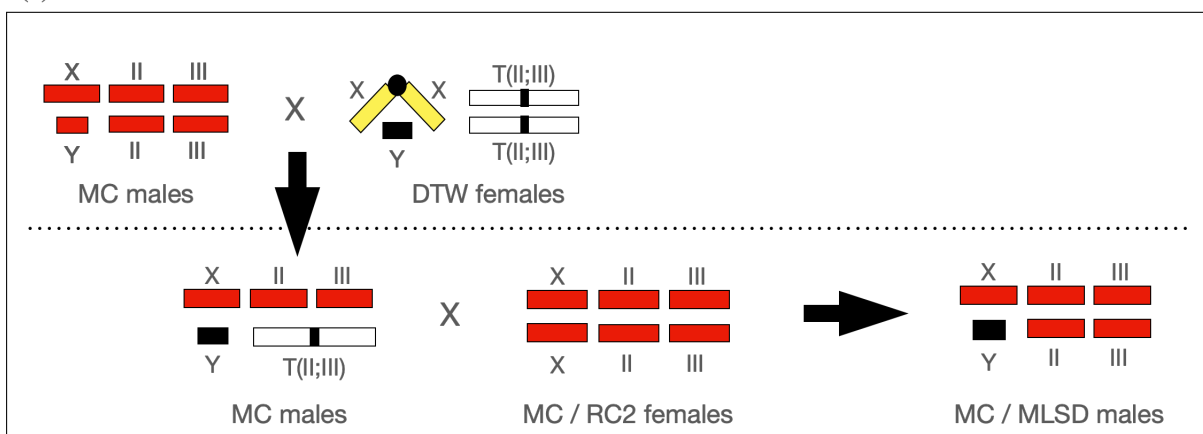 X II III
T(II;III)
X X
X
Y II III
Y
T(II;III)
MC males
DTW females
X II III
X II III
X II III
X
Y T(II;III)
X II III
Y II III
MC males
MC / RC2 females
MC / MLSD males